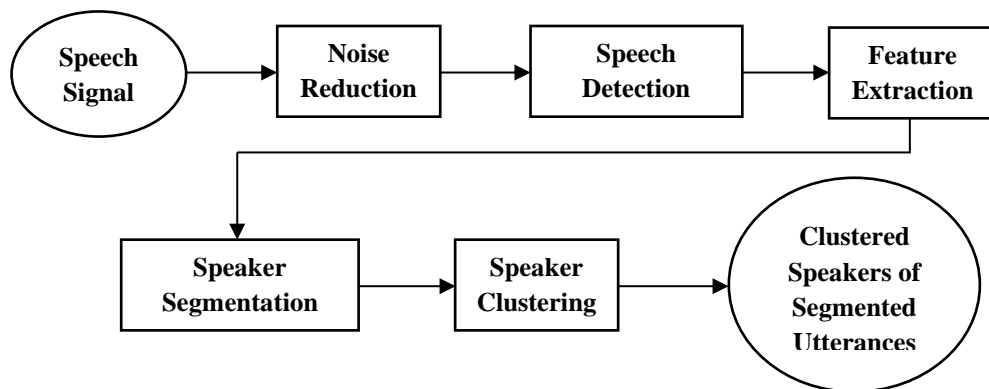 Speech
Signal
Noise
Reduction
Speech
Detection
Feature
Extraction
Speaker
Segmentation
Speaker
Clustering
Clustered
Speakers of
Segmented
Utterances